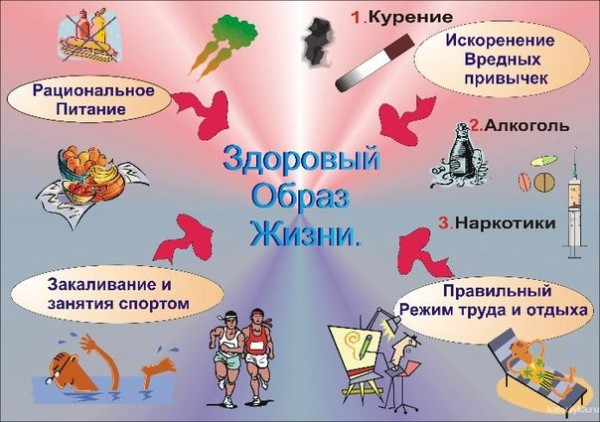 1.Курение
Искоренение
Вредных
привычек
Рациональное
Питание
2.Алкоголь
Здоровый
Образ
Жизни.
3.Наркотики
Закаливание и
занятия спортом
Правильный
Режим труда и отдыха